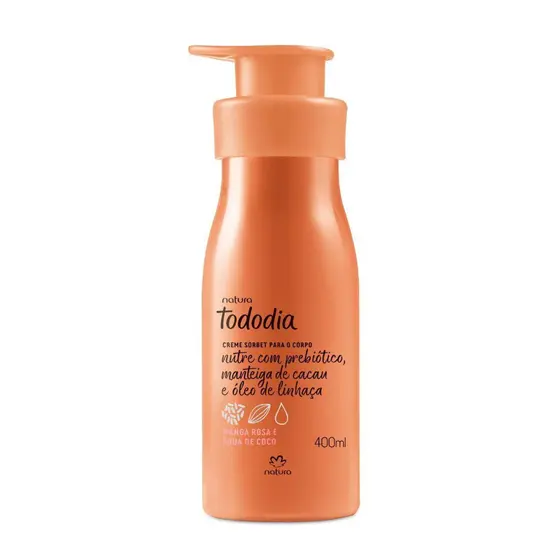 natura
Tododia
CREME SORBET PARA O CORPO
nutre com prebiótico,
manteiga de cacau
e óleo de linhaça
MANGA ROSA E
ÁGUA DE COCO
400ml
natura